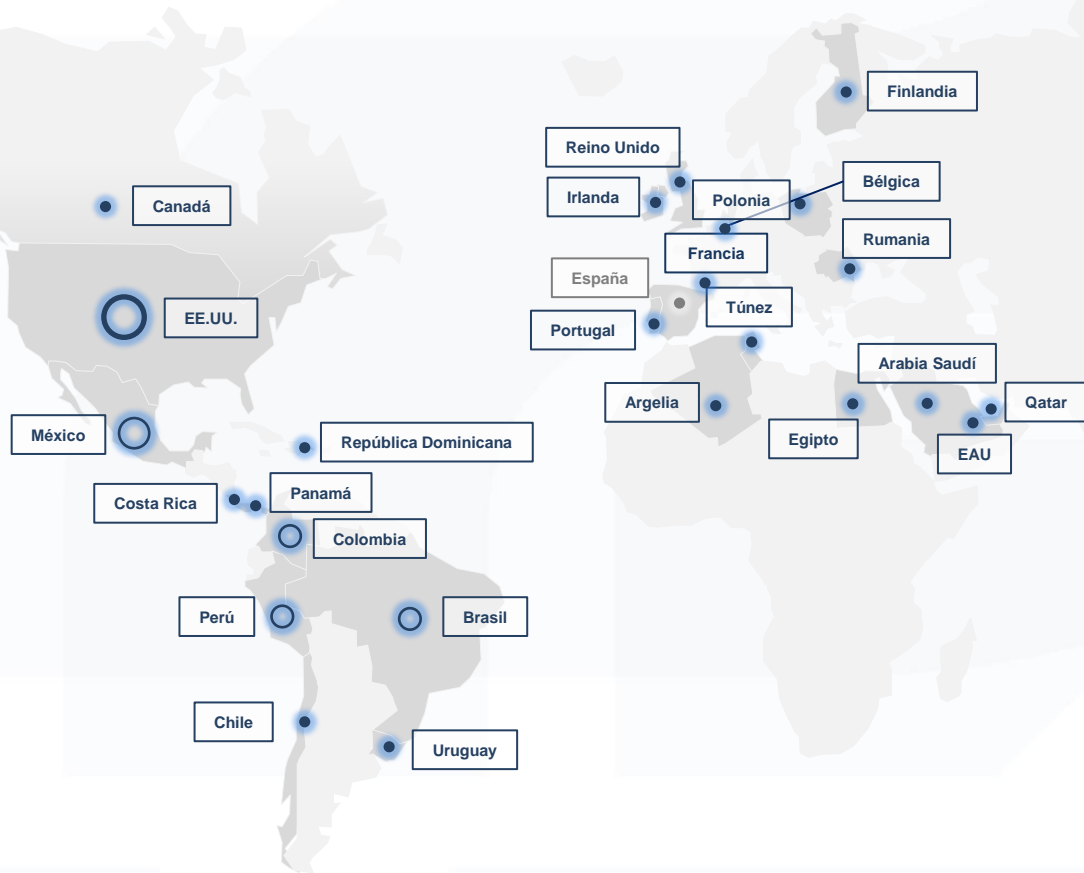 Finlandia
Reino Unido
Bélgica
Irlanda
Polonia
Canadá
Rumania
Francia
España
Túnez
EE.UU.
Portugal
Arabia Saudí
Argelia
Qatar
México
República Dominicana
Egipto
EAU
Panamá
Costa Rica
Colombia
Perú
Brasil
Chile
Uruguay